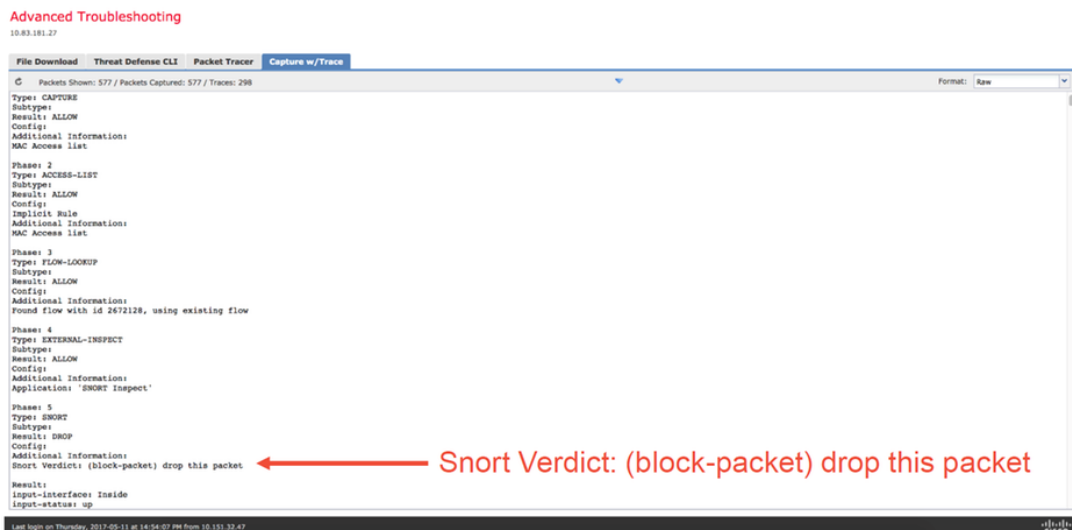 Advanced Troubleshooting
10.83.181.27
File Download Threat Defense CLI Packet Tracer Capture w/Trace
Packets Shown: 577 / Packets Captured: 577 / Traces: 298 Format: Raw
Type: CAPTURE
Subtype:
Result: ALLOW
Config:
Additional Information:
MAC Access list
Phase: 2
Type: ACCESS-LIST
Subtype:
Result: ALLOW
Config:
Implicit Rule
Additional Information:
MAC Access list
Phase: 3
Type: FLOW-LOOKUP
Subtype:
Result: ALLOW
Config:
Additional Information:
Found flow with id 2672128, using existing flow
Phase: 4
Type: EXTERNAL-INSPECT
Subtype:
Result: ALLOW
Config:
Additional Information:
Application: 'SNORT Inspect'
Phase: 5
Type: SNORT
Subtype:
Result: DROP
Config:
Additional Information:
Snort Verdict: (block-packet) drop this packet
Snort Verdict: (block-packet) drop this packet
Result:
input-interface: Inside
input-status: up
Last login on Thursday, 2017-05-11 at 14:54:07 PM from 10.151.32.47